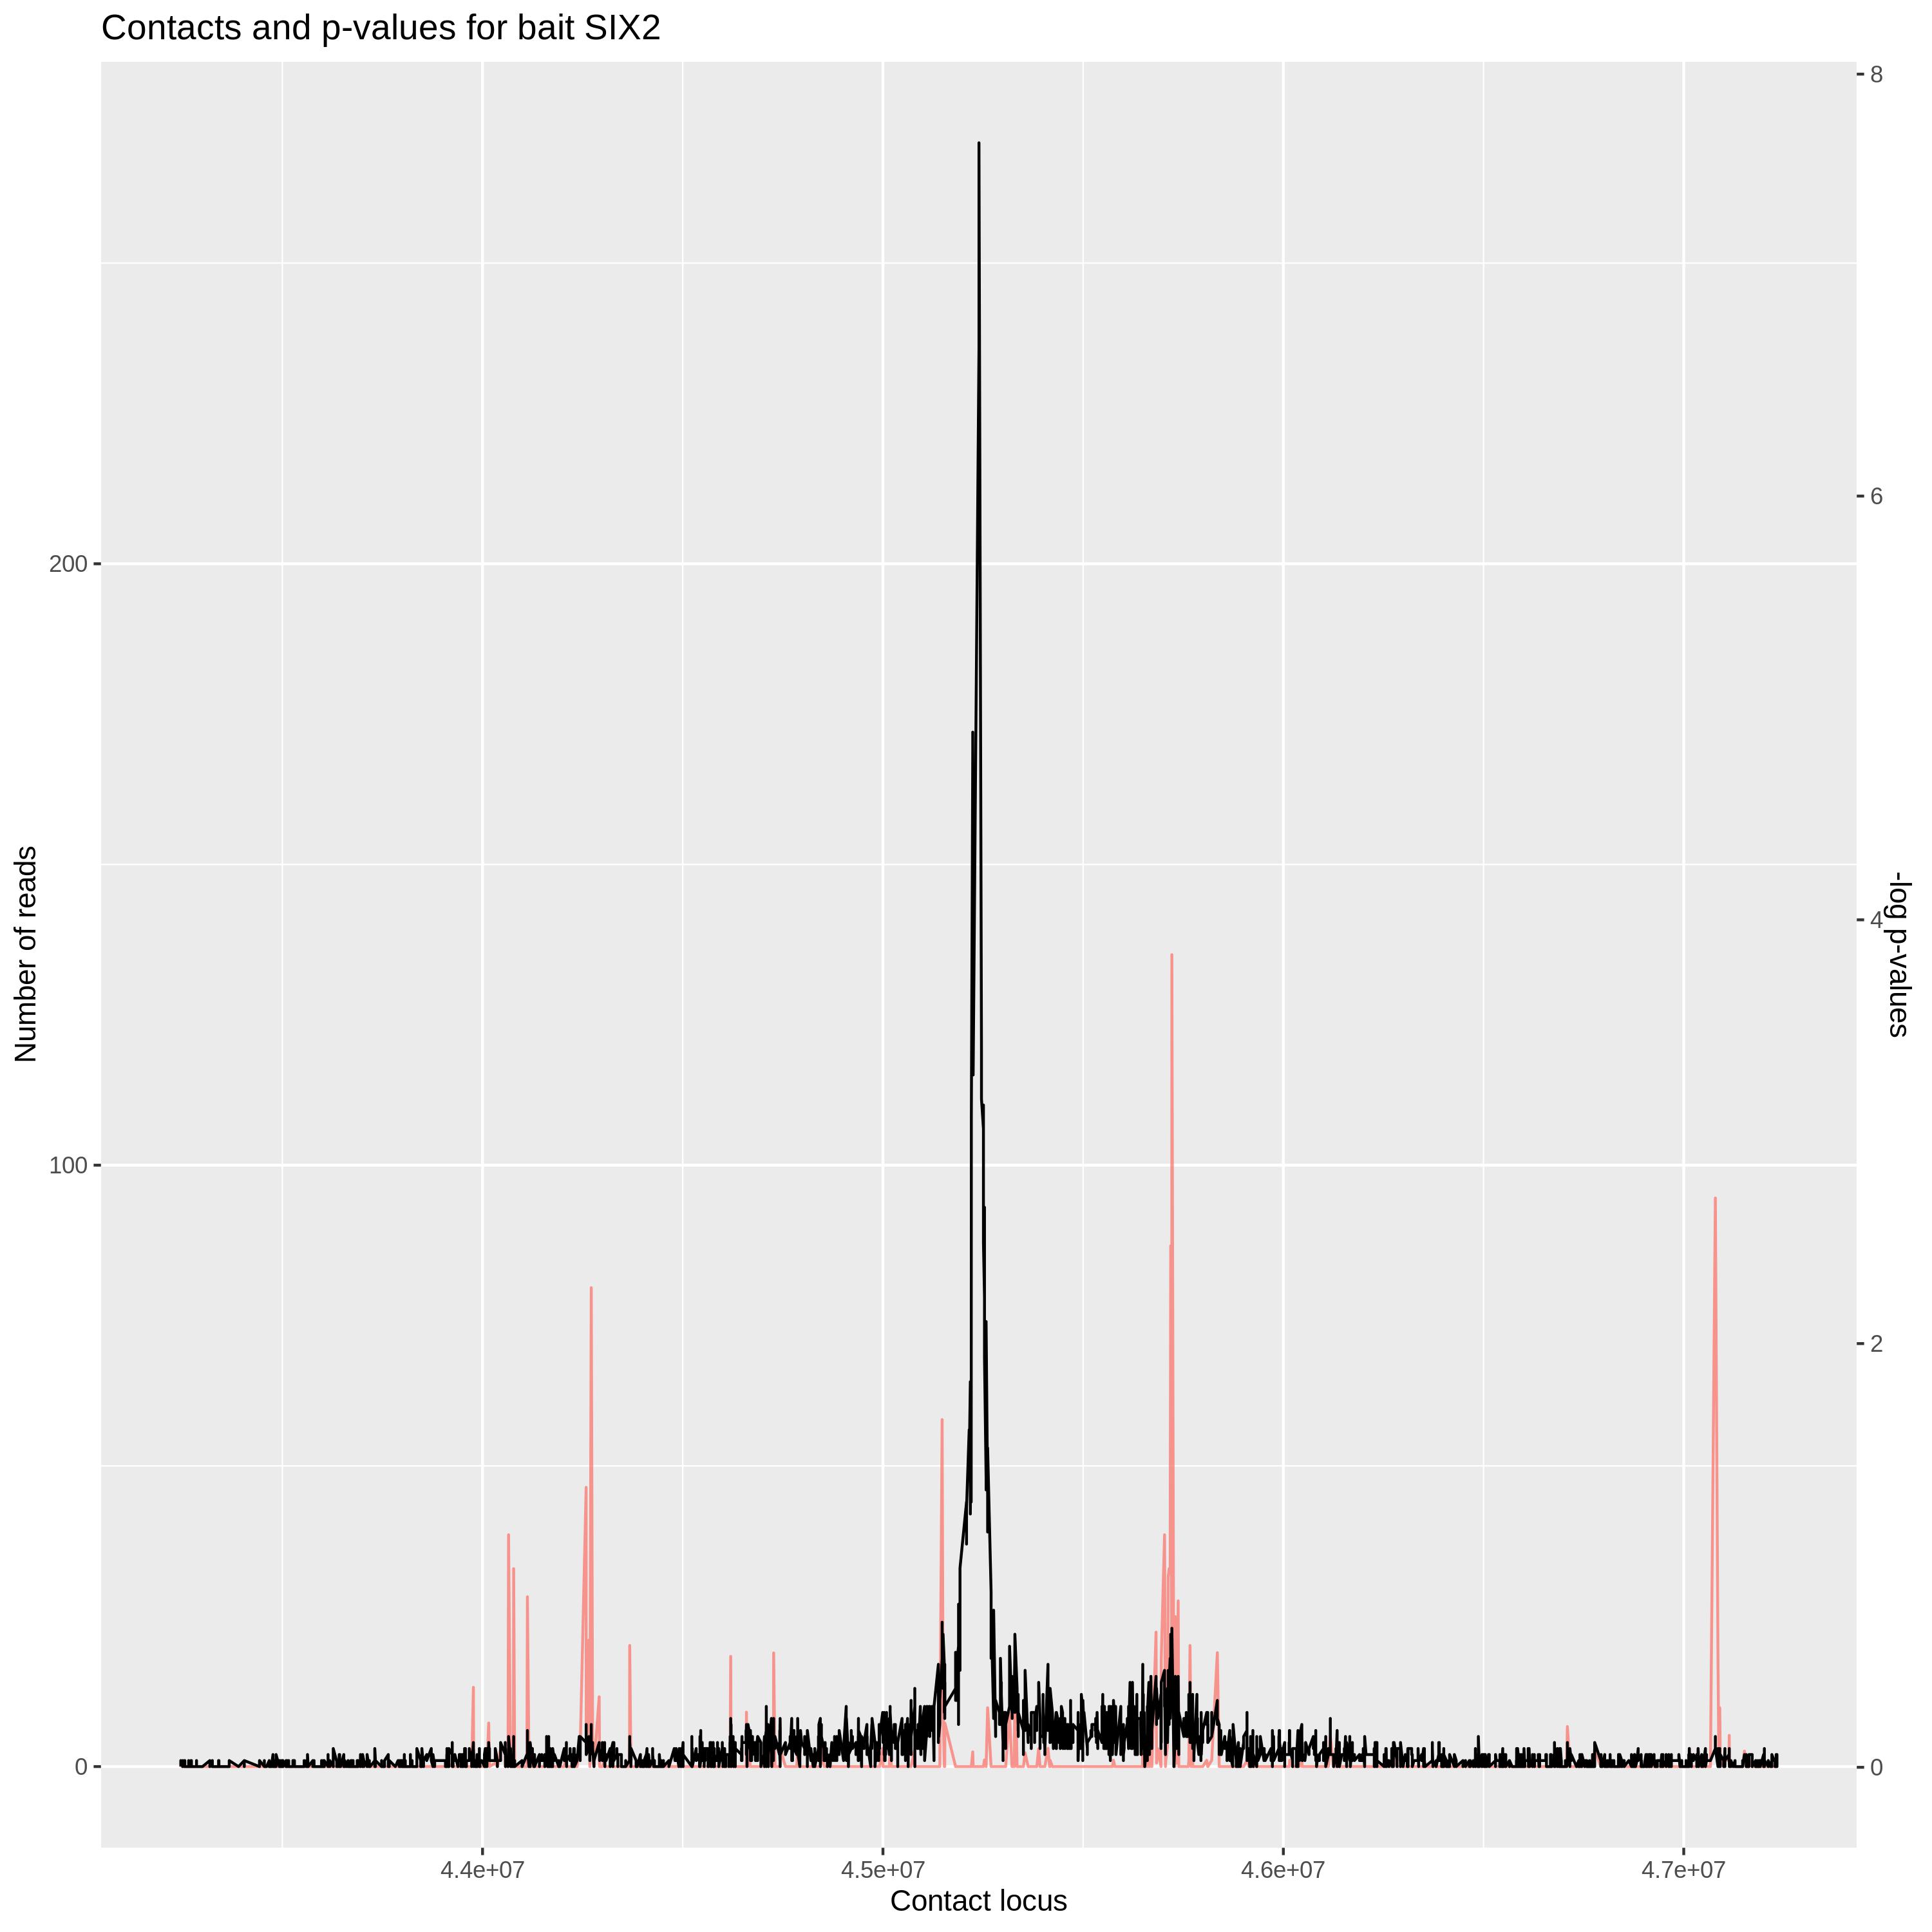 Contacts and p-values for bait SIX2
Number of reads
200
100
0
8
6
4
2
0
-log p-values
4.4e+07
4.5e+07
4.6e+07
4.7e+07
Contact locus